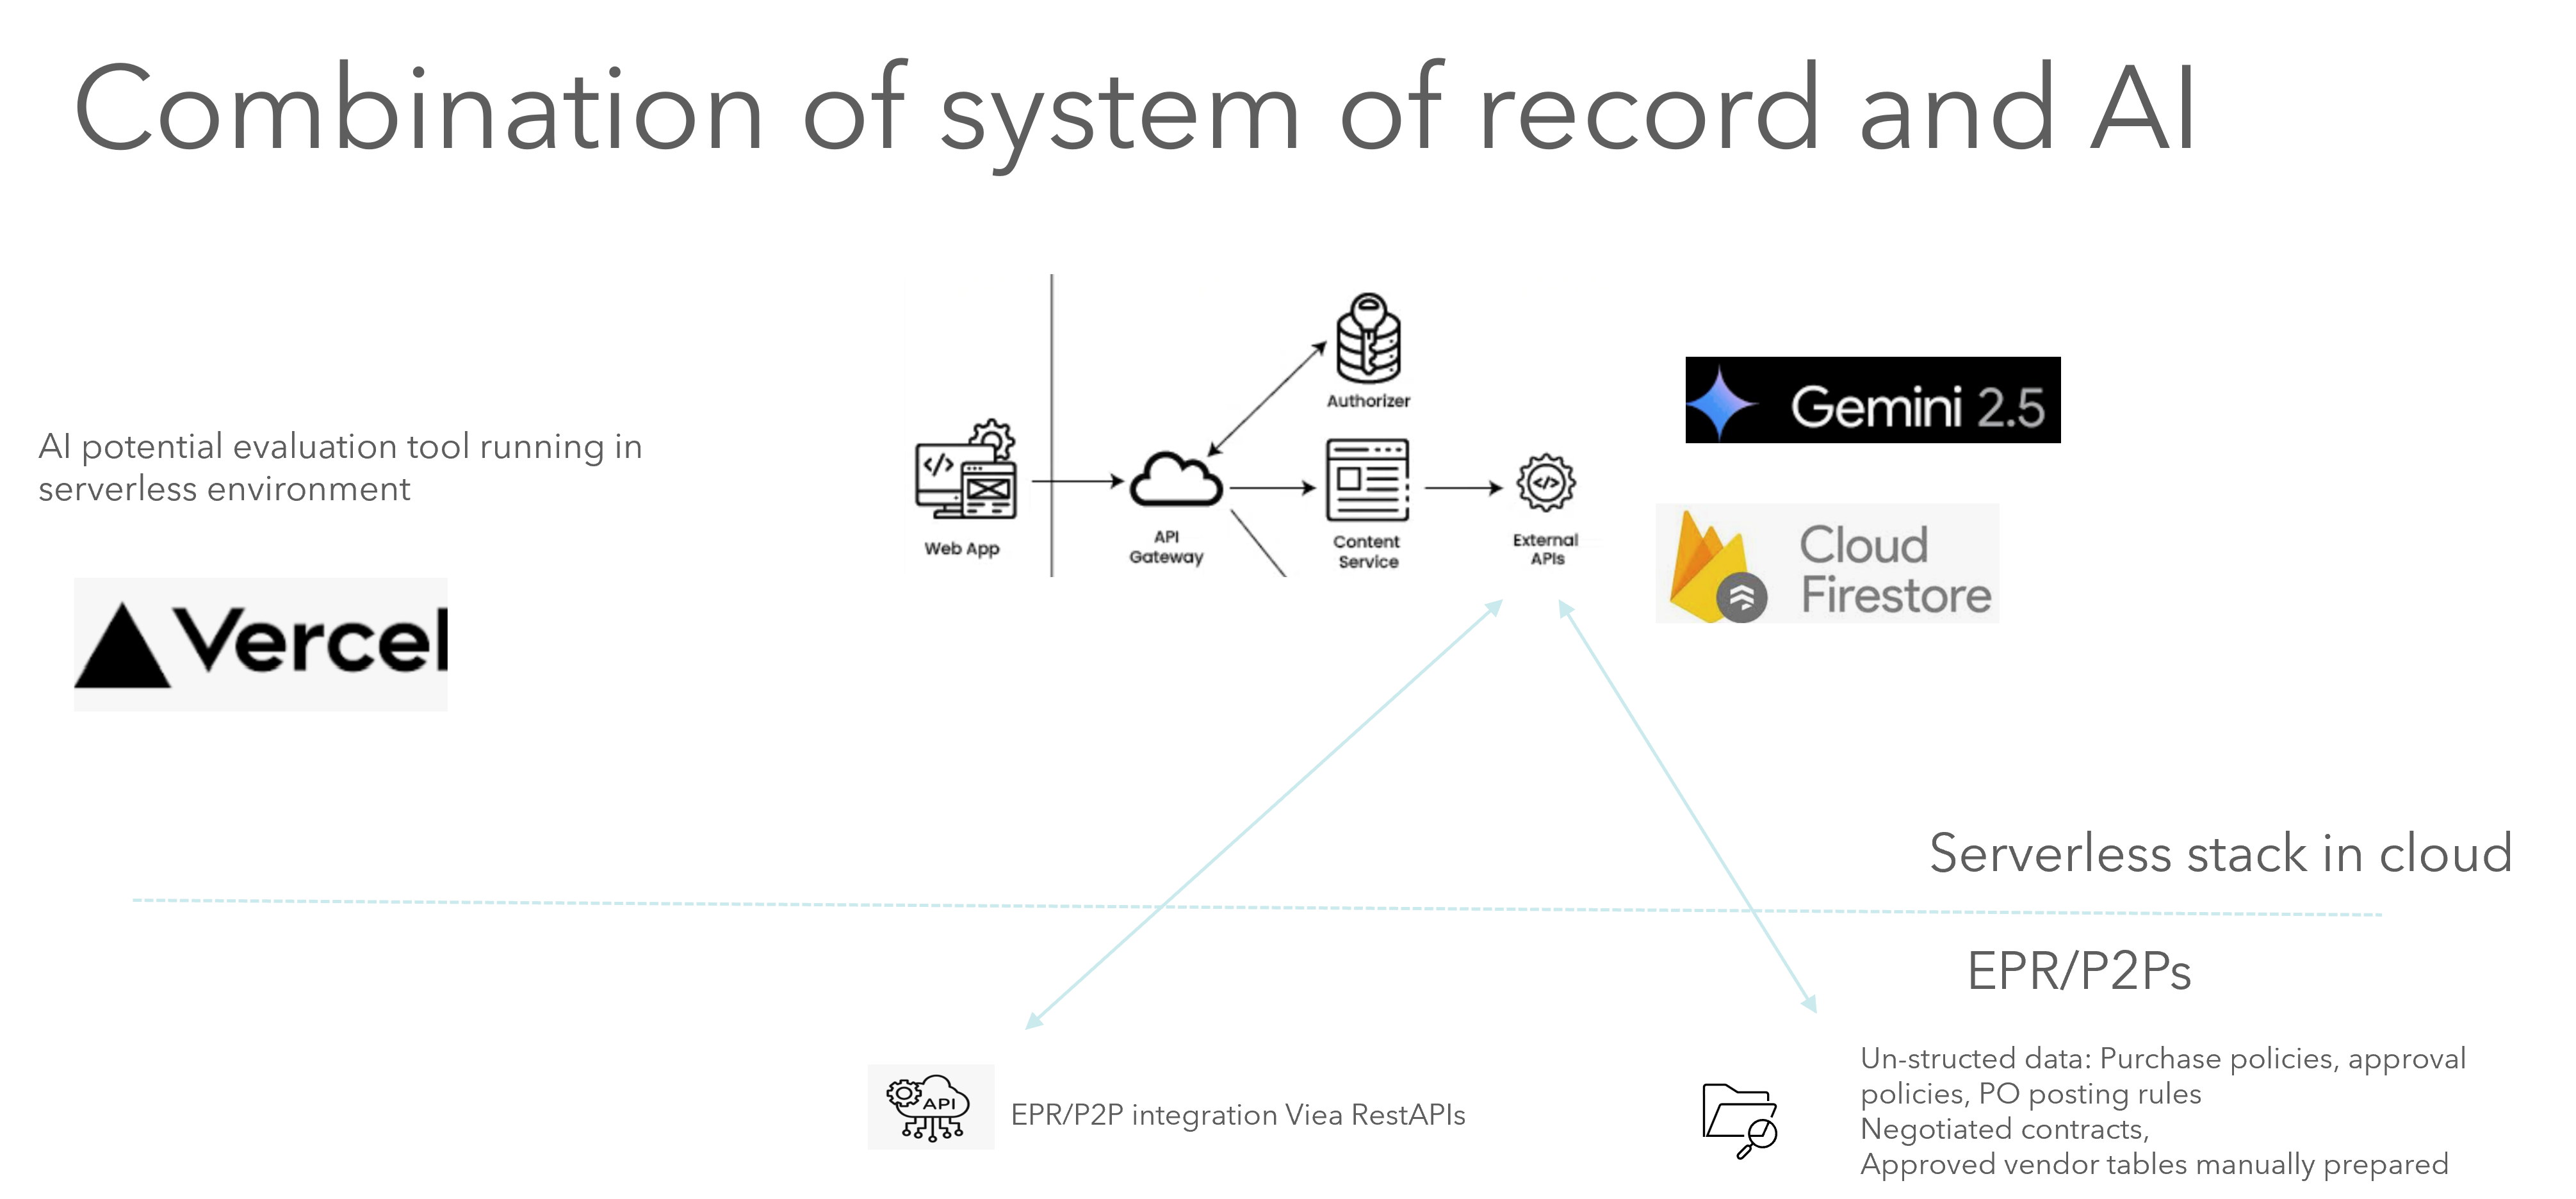 Combination of system of record and AI
Authorizer
Gemini 2.5
AI potential evaluation tool running in
serverless environment
</>
Web App
API
Gateway
Content
Service
</>
External
APIs
Cloud
Firestore
Vercel
Serverless stack in cloud
EPR/P2Ps
API
EPR/P2P integration Viea RestAPIs
Un-structed data: Purchase policies, approval
policies, PO posting rules
Negotiated contracts,
Approved vendor tables manually prepared